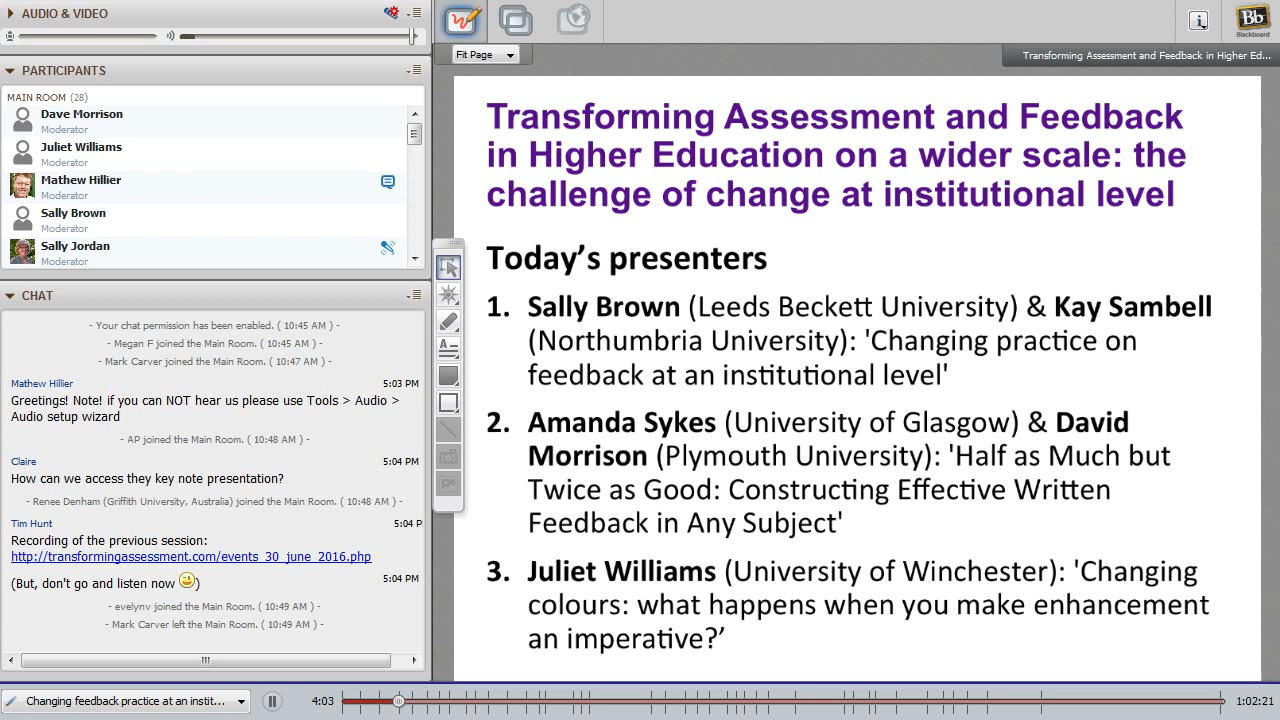 AUDIO & VIDEO
PARTICIPANTS
MAIN ROOM (28)
Dave Morrison
Moderator
Juliet Williams
Moderator
Mathew Hillier
Moderator
Sally Brown
Moderator
Sally Jordan
Moderator
CHAT
- Your chat permission has been enabled. ( 10:45 AM ) -
- Megan F joined the Main Room. ( 10:45 AM ) -
- Mark Carver joined the Main Room. ( 10:47 AM ) -
Mathew Hillier 5:03 PM
Greetings! Note! if you can NOT hear us please use Tools > Audio >
Audio setup wizard
- AP joined the Main Room. ( 10:48 AM ) -
Claire 5:04 PM
How can we access they key note presentation?
- Renee Denham (Griffith University, Australia) joined the Main Room. ( 10:48 AM ) -
Tim Hunt 5:04 P
Recording of the previous session:
http://transformingassessment.com/events_30_june_2016.php
(But, don't go and listen now ) 5:04 PM
- evelynv joined the Main Room. ( 10:49 AM ) -
- Mark Carver left the Main Room. ( 10:49 AM ) -
Bb
Blackboard
Fit Page
Transforming Assessment and Feedback in Higher Ed...
Transforming Assessment and Feedback
in Higher Education on a wider scale: the
challenge of change at institutional level
Today’s presenters
1. Sally Brown (Leeds Beckett University) & Kay Sambell
(Northumbria University): 'Changing practice on
feedback at an institutional level'
2. Amanda Sykes (University of Glasgow) & David
Morrison (Plymouth University): 'Half as Much but
Twice as Good: Constructing Effective Written
Feedback in Any Subject'
3. Juliet Williams (University of Winchester): 'Changing
colours: what happens when you make enhancement
an imperative?’
Changing feedback practice at an instit...
4:03
1:02:21